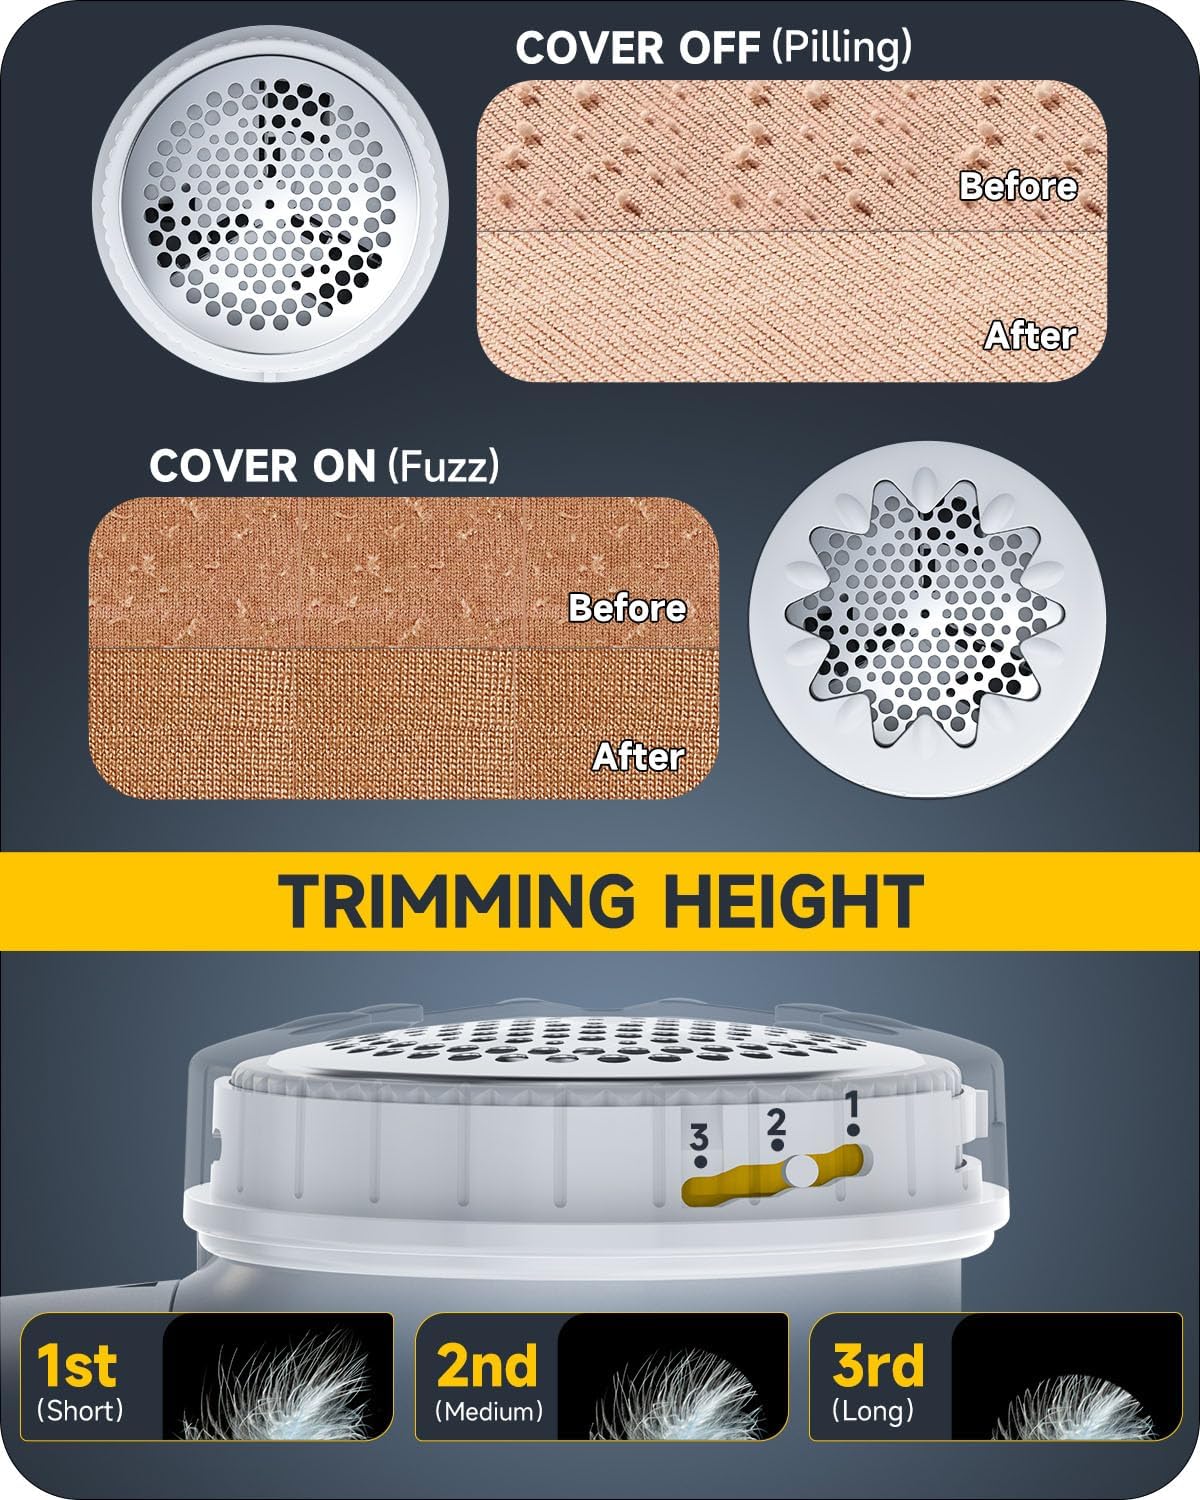 COVER OFF (Pilling)
Before
After
COVER ON (Fuzz)
Before
After
TRIMMING HEIGHT
3
2
1
1st
(Short)
2nd
(Medium)
3rd
(Long)